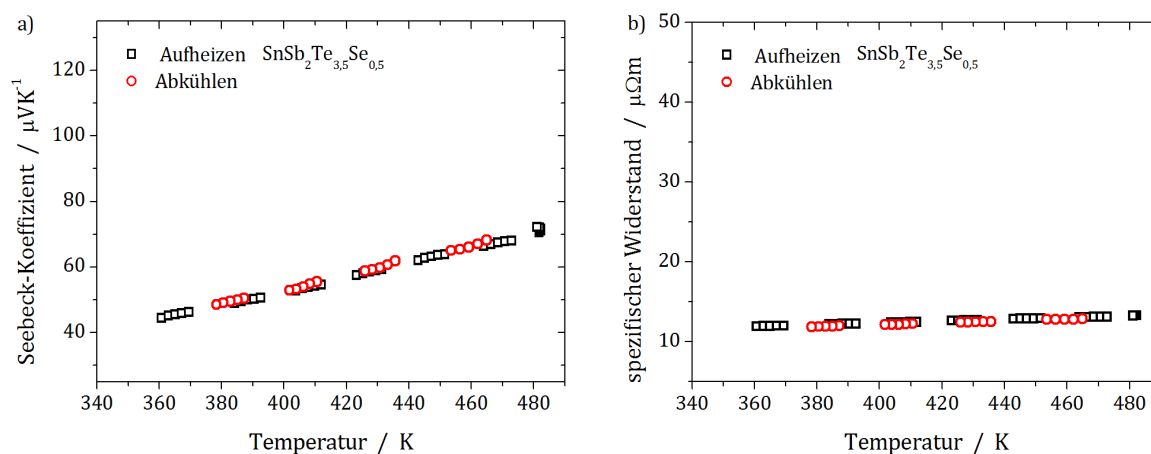 a)
Aufheizen SnSb₂Te₃,₅Se₀,₅
Abkühlen
Seebeck-Koeffizient / µVK⁻¹
120
100
80
60
40
340 360 380 400 420 440 460 480
Temperatur / K
b)
Aufheizen SnSb₂Te₃,₅Se₀,₅
Abkühlen
spezifischer Widerstand / µΩm
50
40
30
20
10
340 360 380 400 420 440 460 480
Temperatur / K